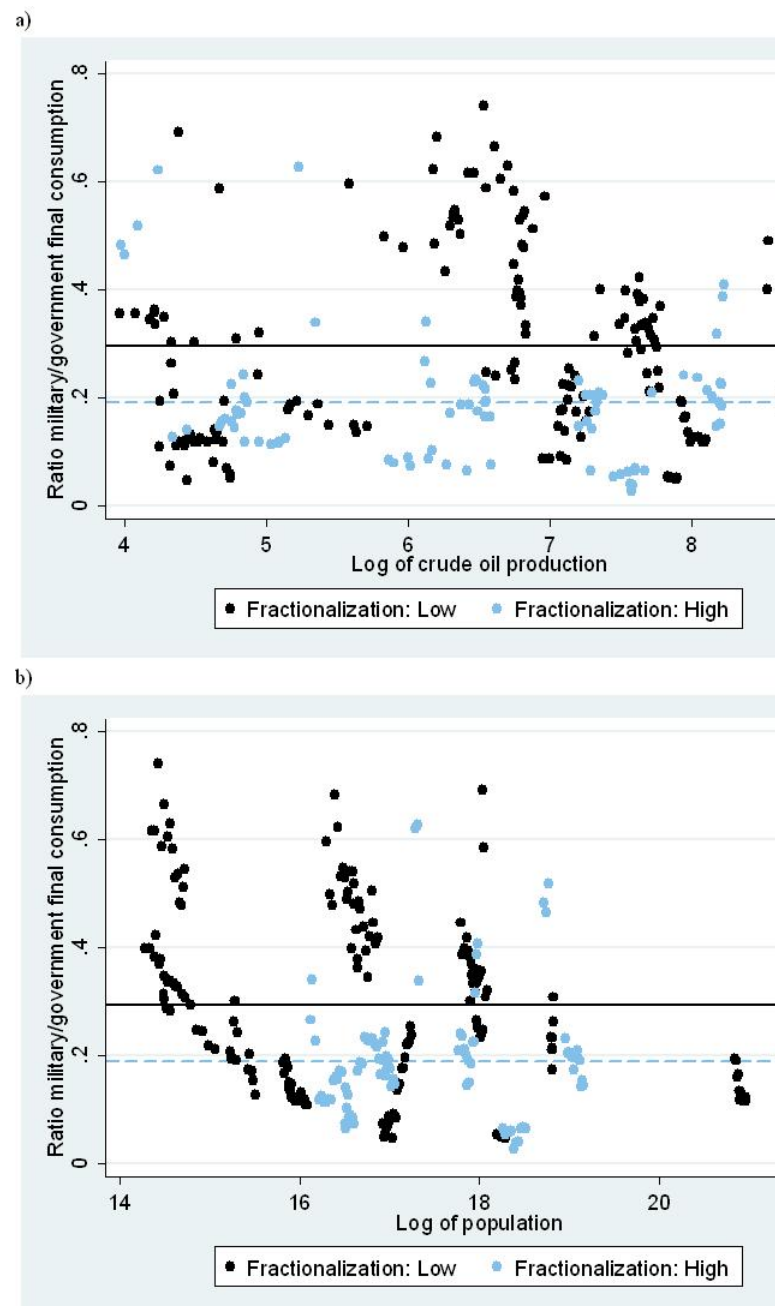 a)
Ratio military/government final consumption
.8
.6
.4
.2
0
4 5 6 7 8
Log of crude oil production
Fractionalization: Low Fractionalization: High
b)
Ratio military/government final consumption
.8
.6
.4
.2
0
14 16 18 20
Log of population
Fractionalization: Low Fractionalization: High